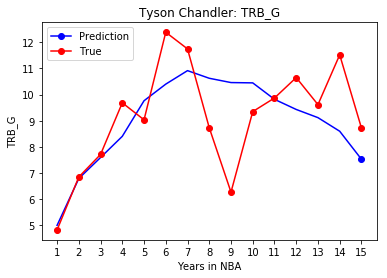 Tyson Chandler: TRB_G
Prediction
True
TRB_G
12
11
10
9
8
7
6
5
1 2 3 4 5 6 7 8 9 10 11 12 13 14 15
Years in NBA